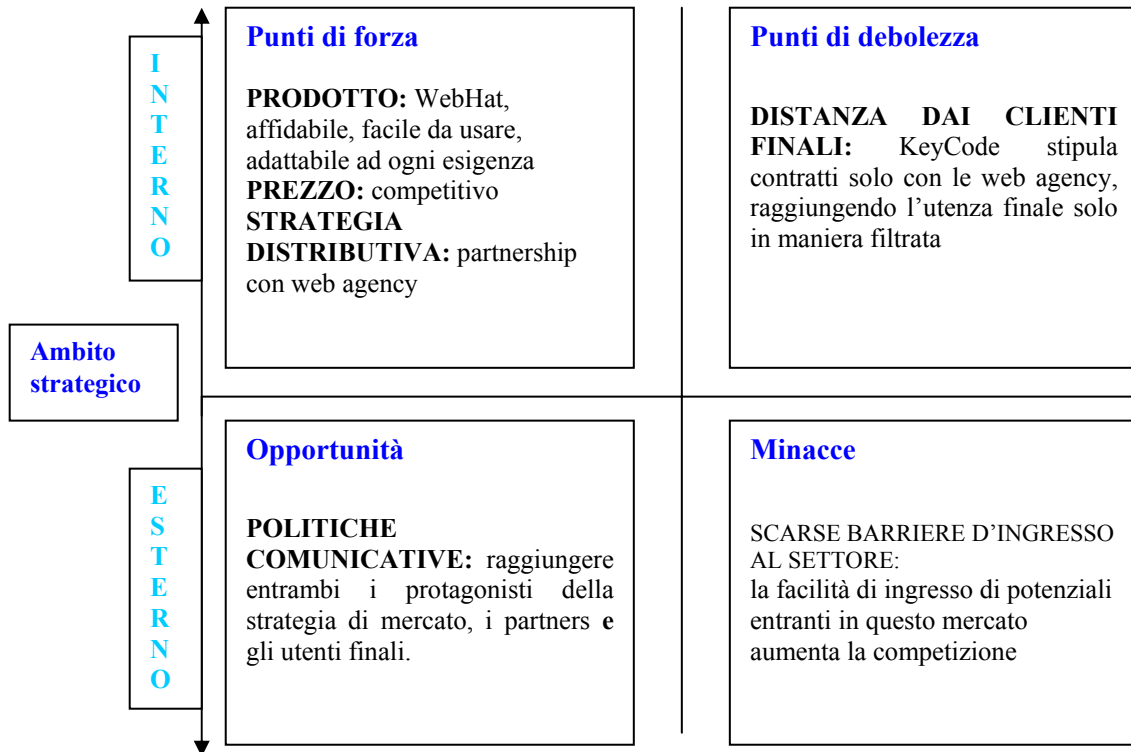 INTERNO
Punti di forza
PRODOTTO: WebHat,
affidabile, facile da usare,
adattabile ad ogni esigenza
PREZZO: competitivo
STRATEGIA
DISTRIBUTIVA: partnership
con web agency
Punti di debolezza
DISTANZA DAI CLIENTI
FINALI: KeyCode stipula
contratti solo con le web agency,
raggiungendo l’utenza finale solo
in maniera filtrata
Ambito
strategico
ESTERNO
Opportunità
POLITICHE
COMUNICATIVE: raggiungere
entrambi i protagonisti della
strategia di mercato, i partners e
gli utenti finali.
Minacce
SCARSE BARRIERE D’INGRESSO
AL SETTORE:
la facilità di ingresso di potenziali
entranti in questo mercato
aumenta la competizione